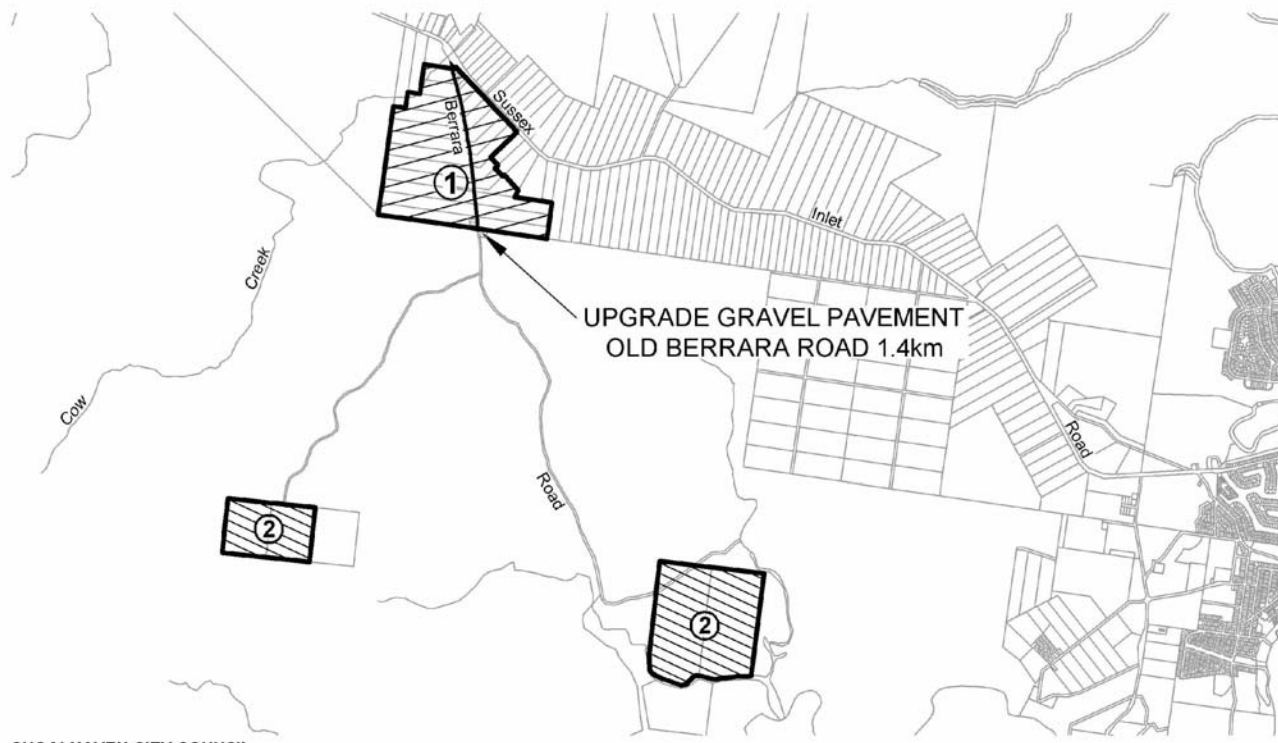 Sussex
Berrara
1
Inlet
Creek
UPGRADE GRAVEL PAVEMENT
OLD BERRARA ROAD 1.4km
Cow
Road
Road
2
2